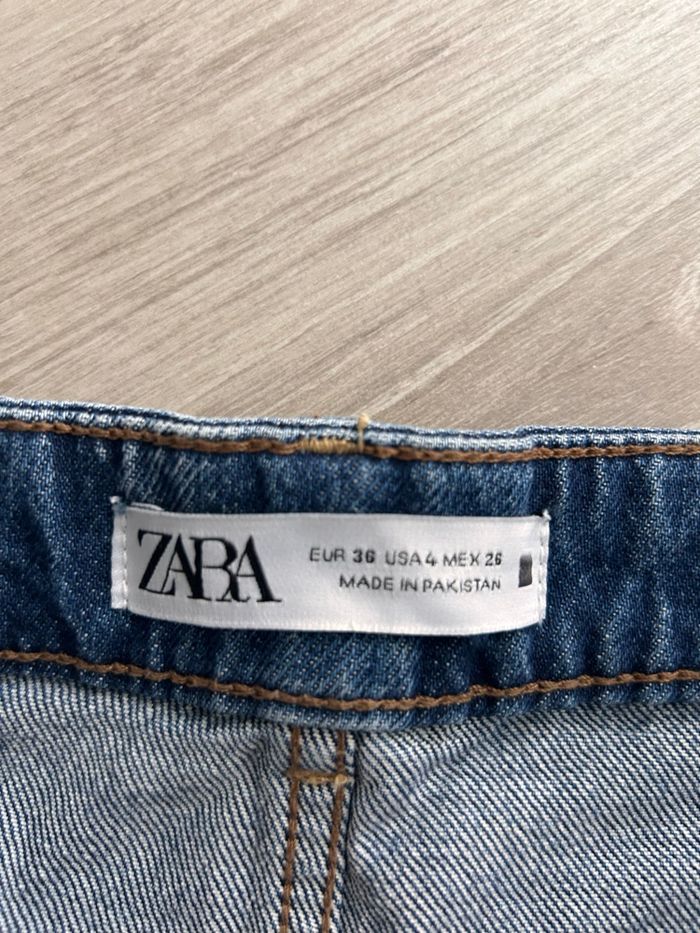 ZARA
EUR 36 USA 4 MEX 26
MADE IN PAKISTAN